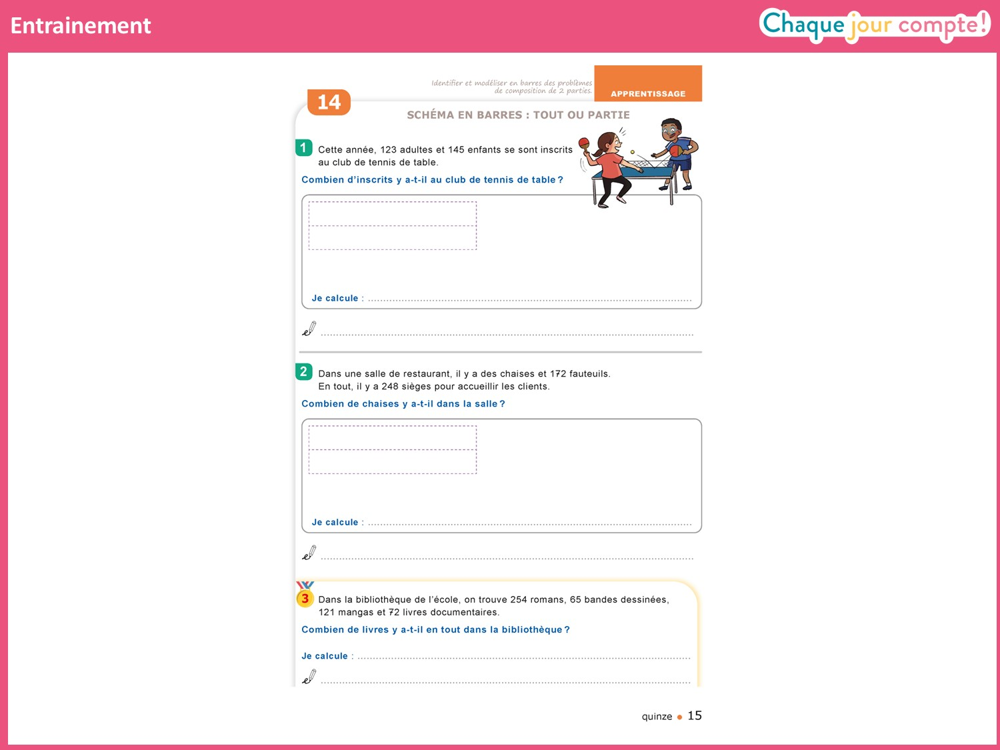 Entrainement
Chaque jour compte!
Identifier et modéliser en barres des problèmes
de composition de 2 parties.
APPRENTISSAGE
14
SCHÉMA EN BARRES : TOUT OU PARTIE
1 Cette année, 123 adultes et 145 enfants se sont inscrits
au club de tennis de table.
Combien d'inscrits y a-t-il au club de tennis de table ?
Je calcule :
2 Dans une salle de restaurant, il y a des chaises et 172 fauteuils.
En tout, il y a 248 sièges pour accueillir les clients.
Combien de chaises y a-t-il dans la salle ?
Je calcule :
3 Dans la bibliothèque de l'école, on trouve 254 romans, 65 bandes dessinées,
121 mangas et 72 livres documentaires.
Combien de livres y a-t-il en tout dans la bibliothèque ?
Je calcule :
quinze • 15